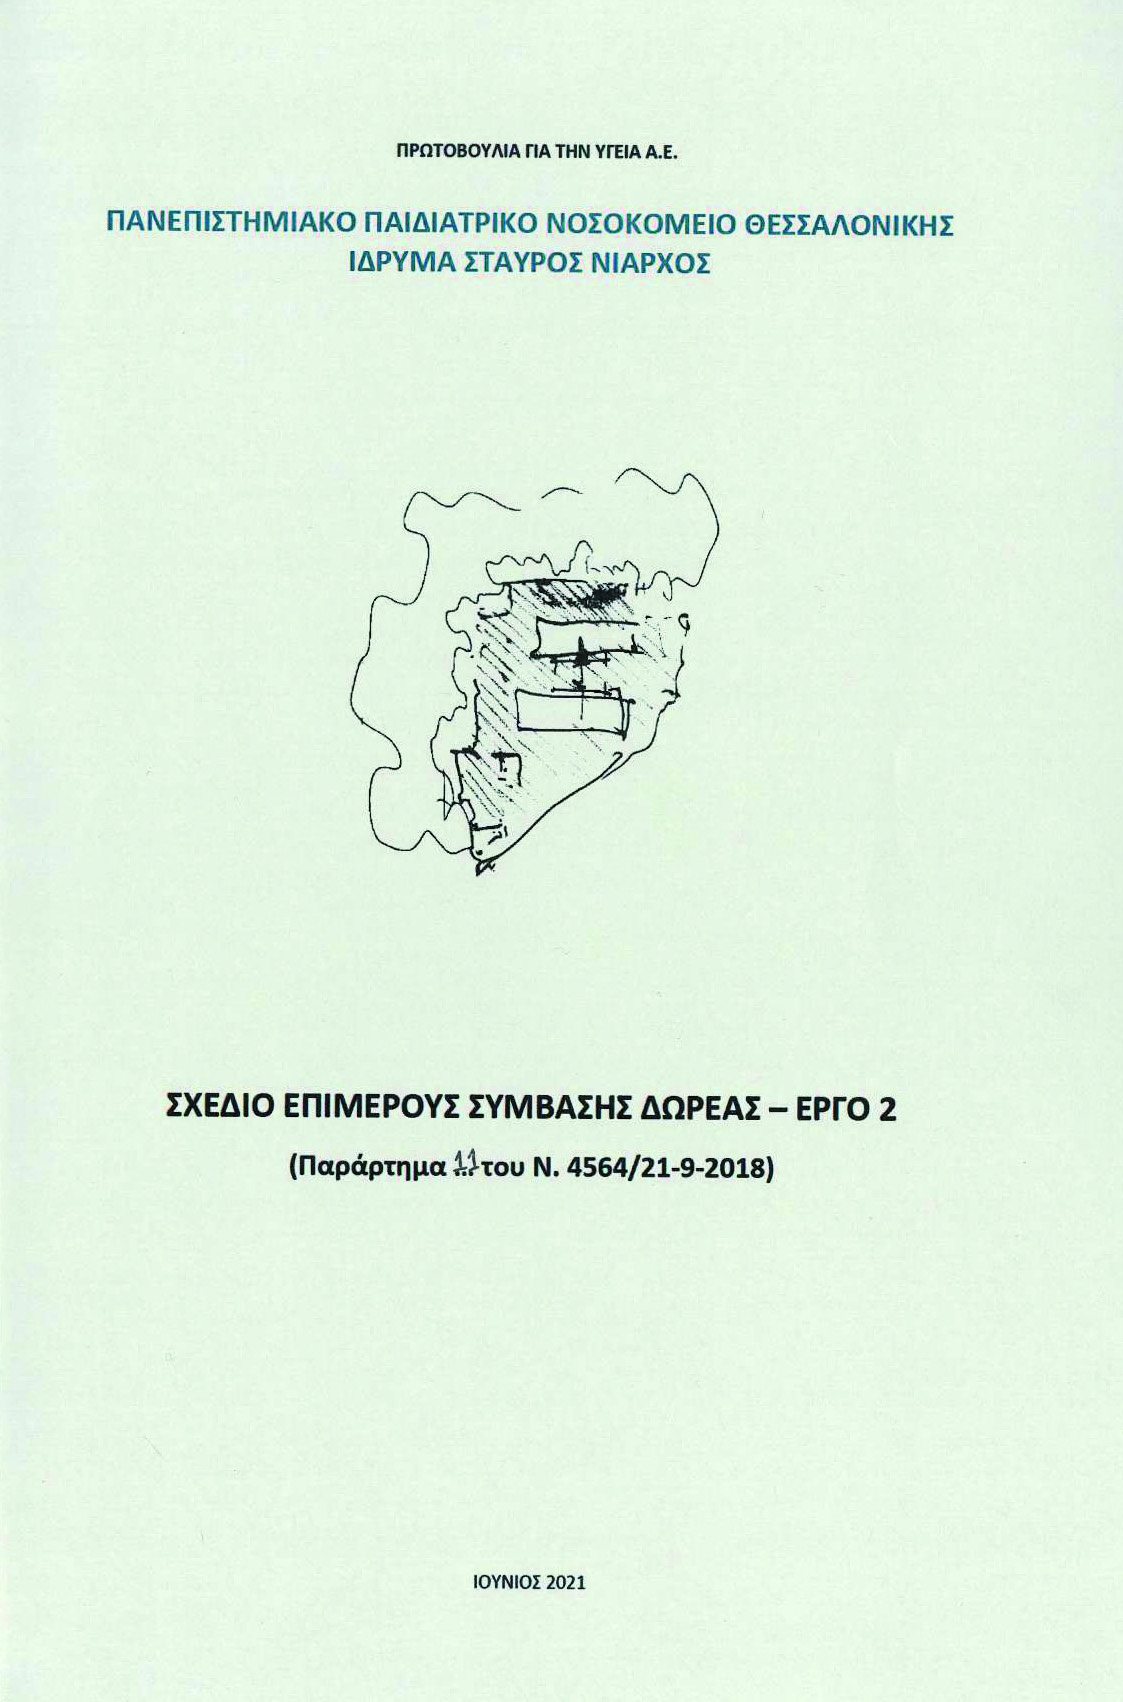 ΠΡΩΤΟΒΟΥΛΙΑ ΓΙΑ ΤΗΝ ΥΓΕΙΑ Α.Ε.
ΠΑΝΕΠΙΣΤΗΜΙΑΚΟ ΠΑΙΔΙΑΤΡΙΚΟ ΝΟΣΟΚΟΜΕΙΟ ΘΕΣΣΑΛΟΝΙΚΗΣ
ΙΔΡΥΜΑ ΣΤΑΥΡΟΣ ΝΙΑΡΧΟΣ
ΣΧΕΔΙΟ ΕΠΙΜΕΡΟΥΣ ΣΥΜΒΑΣΗΣ ΔΩΡΕΑΣ – ΕΡΓΟ 2
(Παράρτημα 11 του Ν. 4564/21-9-2018)
ΙΟΥΝΙΟΣ 2021